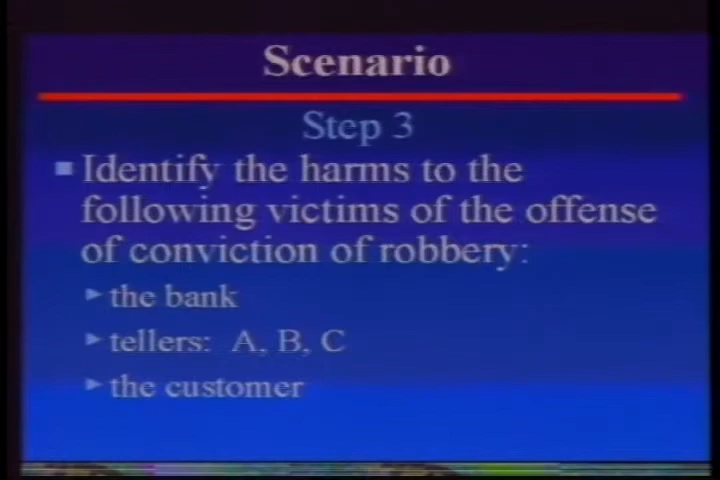 Scenario
Step 3
Identify the harms to the
following victims of the offense
of conviction of robbery:
the bank
tellers: A, B, C
the customer